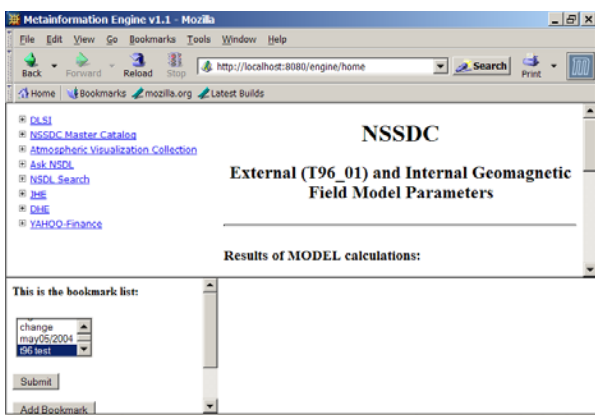 Metainformation Engine v1.1 - Mozilla
File Edit View Go Bookmarks Tools Window Help
Back Forward Reload Stop http://localhost:8080/engine/home Search Print
Home Bookmarks mozilla.org Latest Builds
DLSI
NSSDC Master Catalog
Atmospheric Visualization Collection
Ask NSDL
NSDL Search
IHE
DHE
YAHOO-Finance
NSSDC
External (T96_01) and Internal Geomagnetic
Field Model Parameters
Results of MODEL calculations:
This is the bookmark list:
change
may05/2004
t96 test
Submit
Add Bookmark